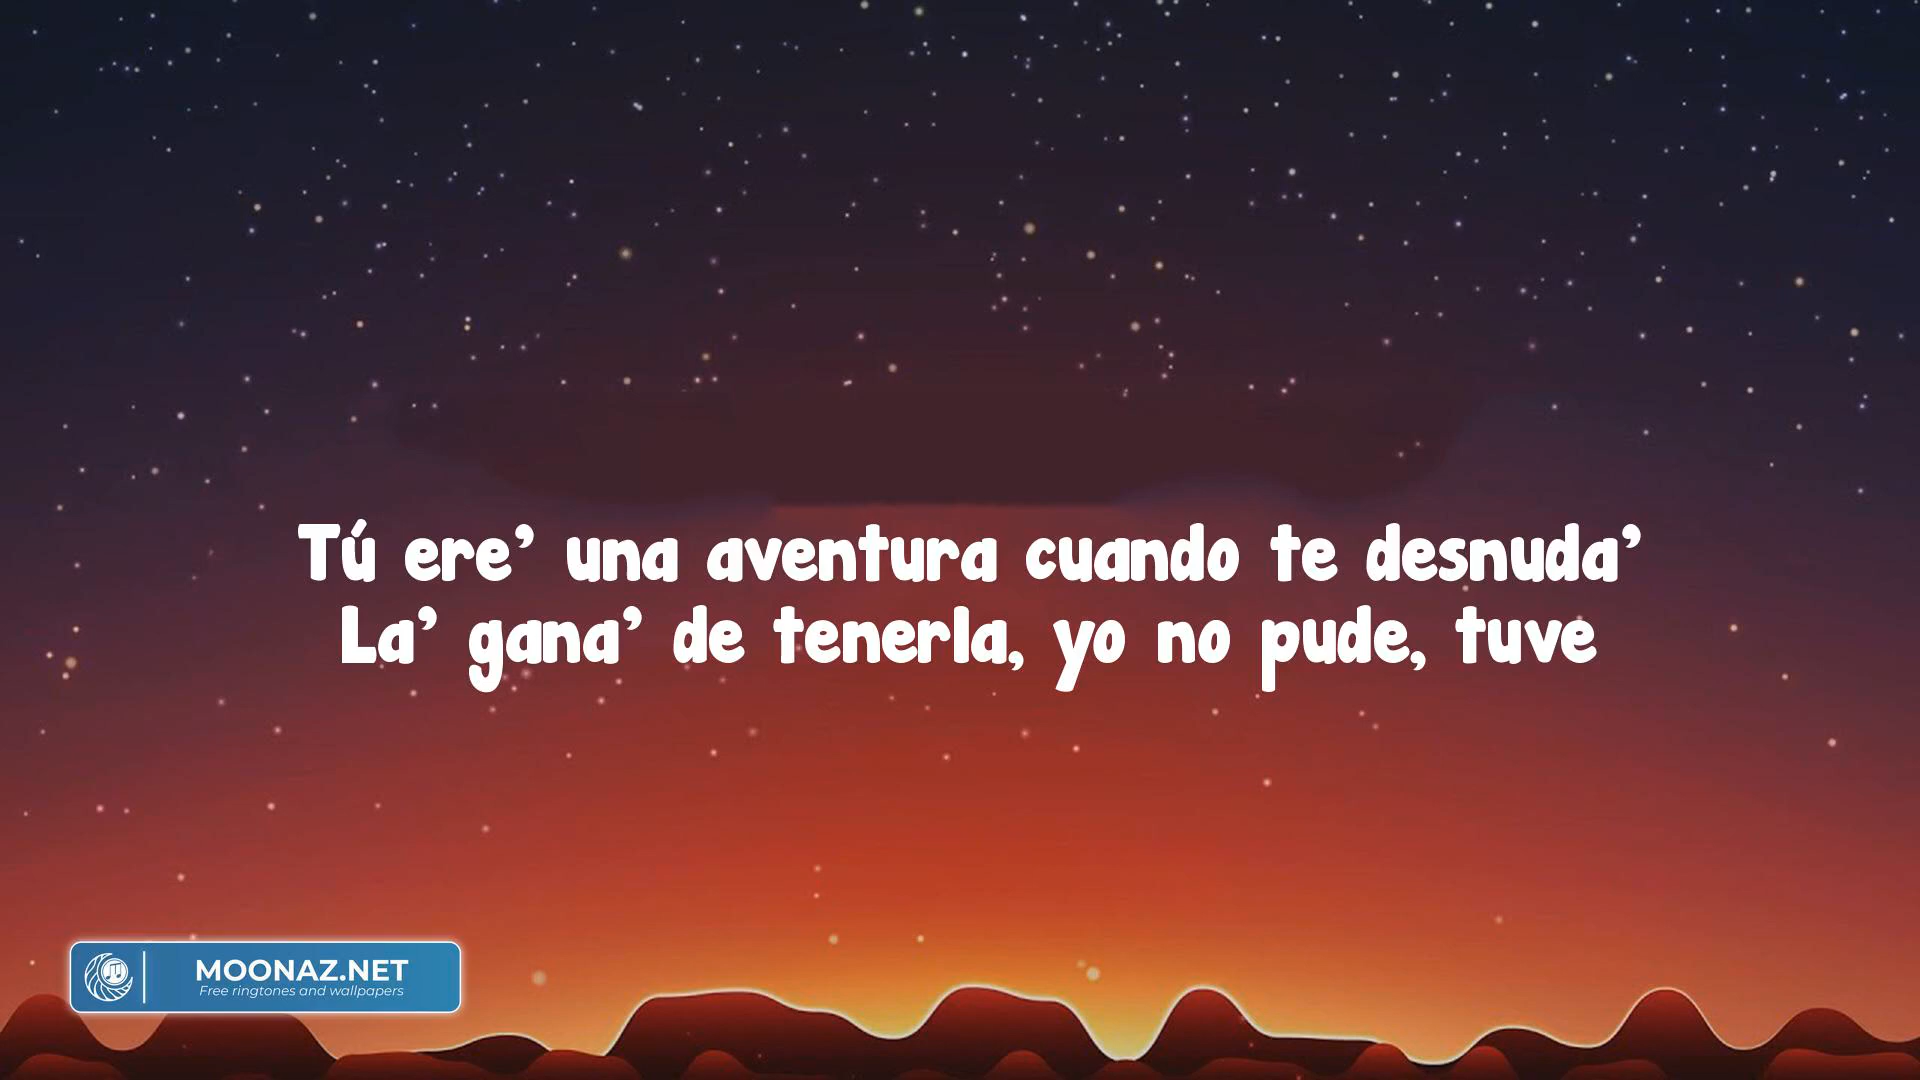 Tú ere’ una aventura cuando te desnuda’
La’ gana’ de tenerla, yo no pude, tuve
MOONAZ.NET
Free ringtones and wallpapers